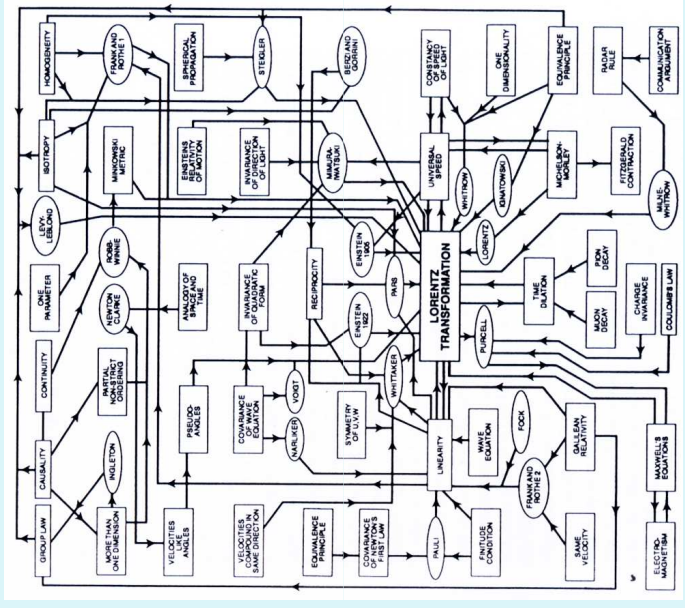 GROUP LAW
CAUSALITY
CONTINUITY
ONE
PARAMETER
LEVY-
LEBLOND
ISOTROPY
HOMOGENEITY
MORE THAN
ONE DIMENSION
INGLETON
PARTIAL
NON-STRICT
ORDERING
NEWTON
CLARKE
ROBB-
WINNIE
MINKOWSKI
METRIC
FRANK AND
ROTHE 1
VELOCITIES
LIKE
ANGLES
PSEUDO-
ANGLES
ANALODY OF
SPACE AND
TIME
EINSTEINS
RELATIVITY
OF MOTION
SPHERICAL
PROPAGATION
VELOCITIES
COMPOUND IN
SAME DIRECTION
COVARIANCE
OF WAVE
EQUATION
INVARIANCE
OF QUADRATIC
FORM
INVARIANCE
OF DIRECTION
OF LIGHT
STEIGLER
NARLIKER
VOIGT
RECIPROCITY
MIMURA-
IWATSUKI
BERZI AND
GORRINI
EQUIVALENCE
PRINCIPLE
SYMMETRY
OF U,V,W
EINSTEIN
1922
EINSTEIN
1905
COVARIANCE
OF NEWTON'S
FIRST LAW
WHITTAKER
PARS
PAULI
LINEARITY
LORENTZ
TRANSFORMATION
UNIVERSAL
SPEED
CONSTANCY
OF SPEED
OF LIGHT
FINITUDE
CONDITION
WAVE
EQUATION
PURCELL
LORENTZ
WHITROW
IGNATOWSKI
ONE
DIMENSIONALITY
FRANK AND
ROTHE 2
FOCK
TIME
DILATION
MICHELSON-
MORLEY
EQUIVALENCE
PRINCIPLE
SAME
VELOCITY
GALILEAN
RELATIVITY
MUON
DECAY
PION
DECAY
FITZGERALD
CONTRACTION
RADAR
RULE
ELECTRO-
MAGNETISM
MAXWELL'S
EQUATIONS
CHARGE
INVARIANCE
COULOMB'S LAW
MILNE-
WHITROW
COMMUNICATION
ARGUMENT